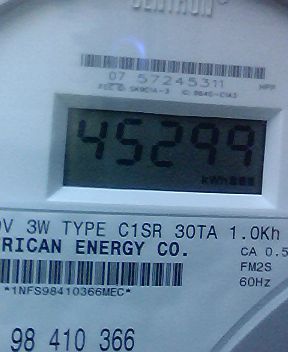 CENTRON
07 57245311
45299
kWh
V 3W TYPE C1SR 30TA 1.0Kh
RICAN ENERGY CO.
CA 0.5
FM2S
60Hz
*1NFS98410366MEC*
98 410 366